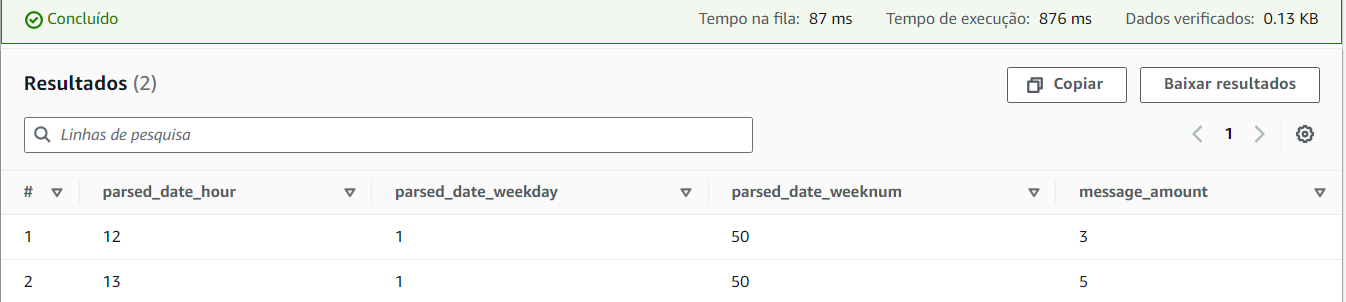 Concluído Tempo na fila: 87 ms Tempo de execução: 876 ms Dados verificados: 0.13 KB
Resultados (2) Copiar Baixar resultados
Linhas de pesquisa 1
# parsed_date_hour parsed_date_weekday parsed_date_weeknum message_amount
1 12 1 50 3
2 13 1 50 5